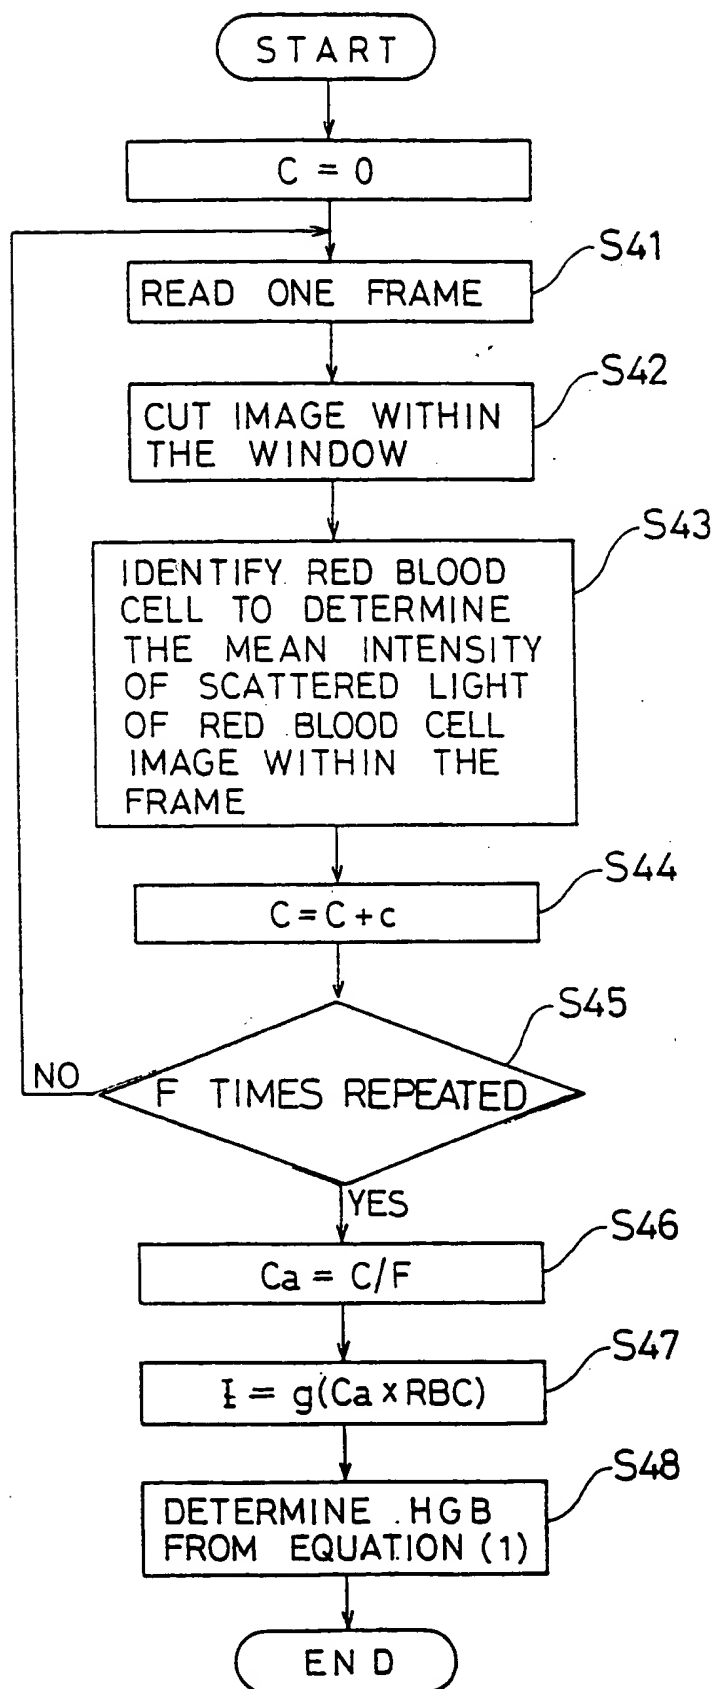 START
C = 0
S41
READ ONE FRAME
S42
CUT IMAGE WITHIN
THE WINDOW
S43
IDENTIFY RED BLOOD
CELL TO DETERMINE
THE MEAN INTENSITY
OF SCATTERED LIGHT
OF RED BLOOD CELL
IMAGE WITHIN THE
FRAME
S44
C=C+c
S45
F TIMES REPEATED
NO
YES
S46
Ca = C/F
S47
= g(Ca x RBC)
S48
DETERMINE HGB
FROM EQUATION (1)
END